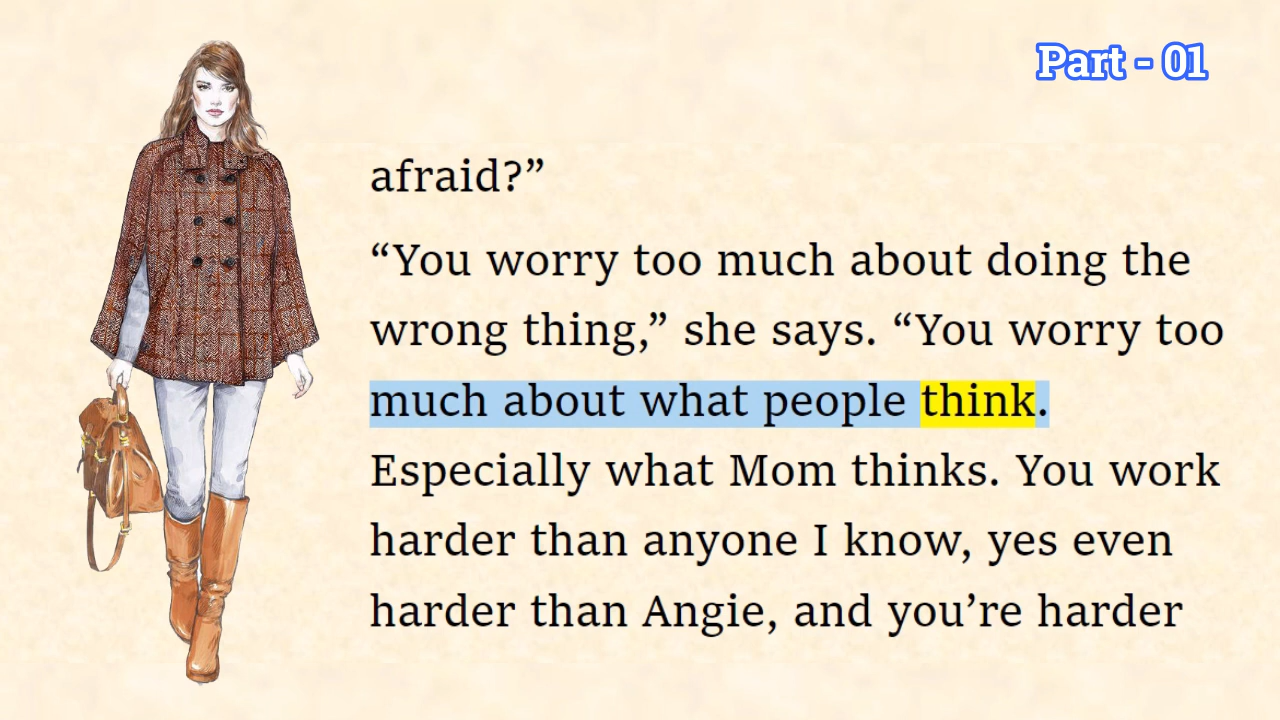 Part - 01
afraid?”
“You worry too much about doing the
wrong thing,” she says. “You worry too
much about what people think.
Especially what Mom thinks. You work
harder than anyone I know, yes even
harder than Angie, and you’re harder